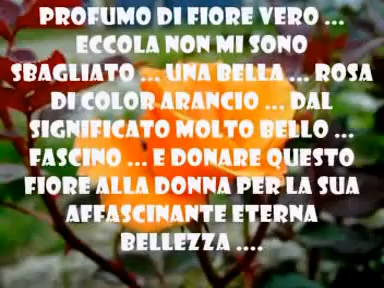 PROFUMO DI FIORE VERO ...
ECCOLA NON MI SONO
SBAGLIATO ... UNA BELLA ... ROSA
DI COLOR ARANCIO ... DAL
SIGNIFICATO MOLTO BELLO ...
FASCINO ... E DONARE QUESTO
FIORE ALLA DONNA PER LA SUA
AFFASCINANTE ETERNA
BELLEZZA ....